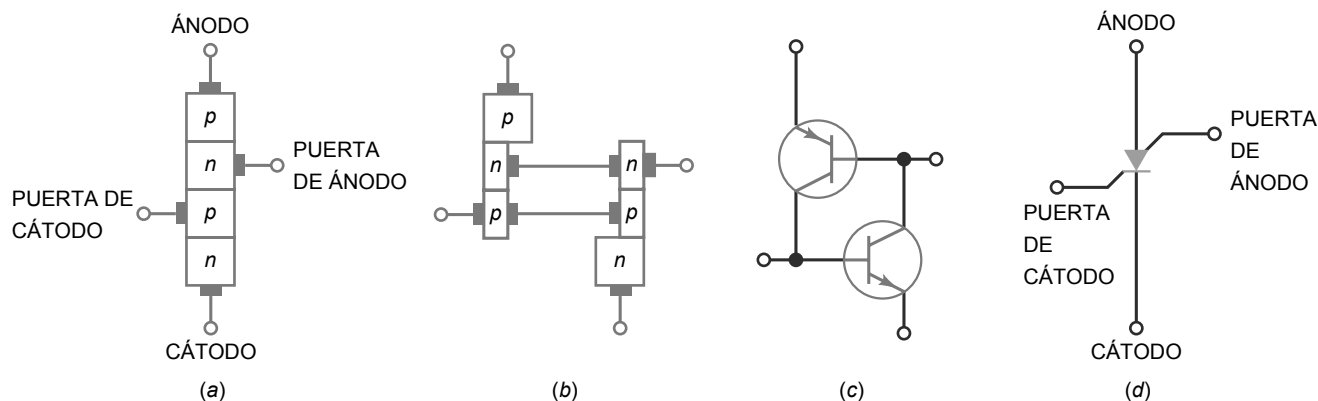 ÁNODO
p
n
p
n
PUERTA
DE ÁNODO
PUERTA DE
CÁTODO
CÁTODO
(a)
p
n
p
n
p
n
(b)
(c)
ÁNODO
PUERTA
DE
ÁNODO
PUERTA
DE
CÁTODO
CÁTODO
(d)